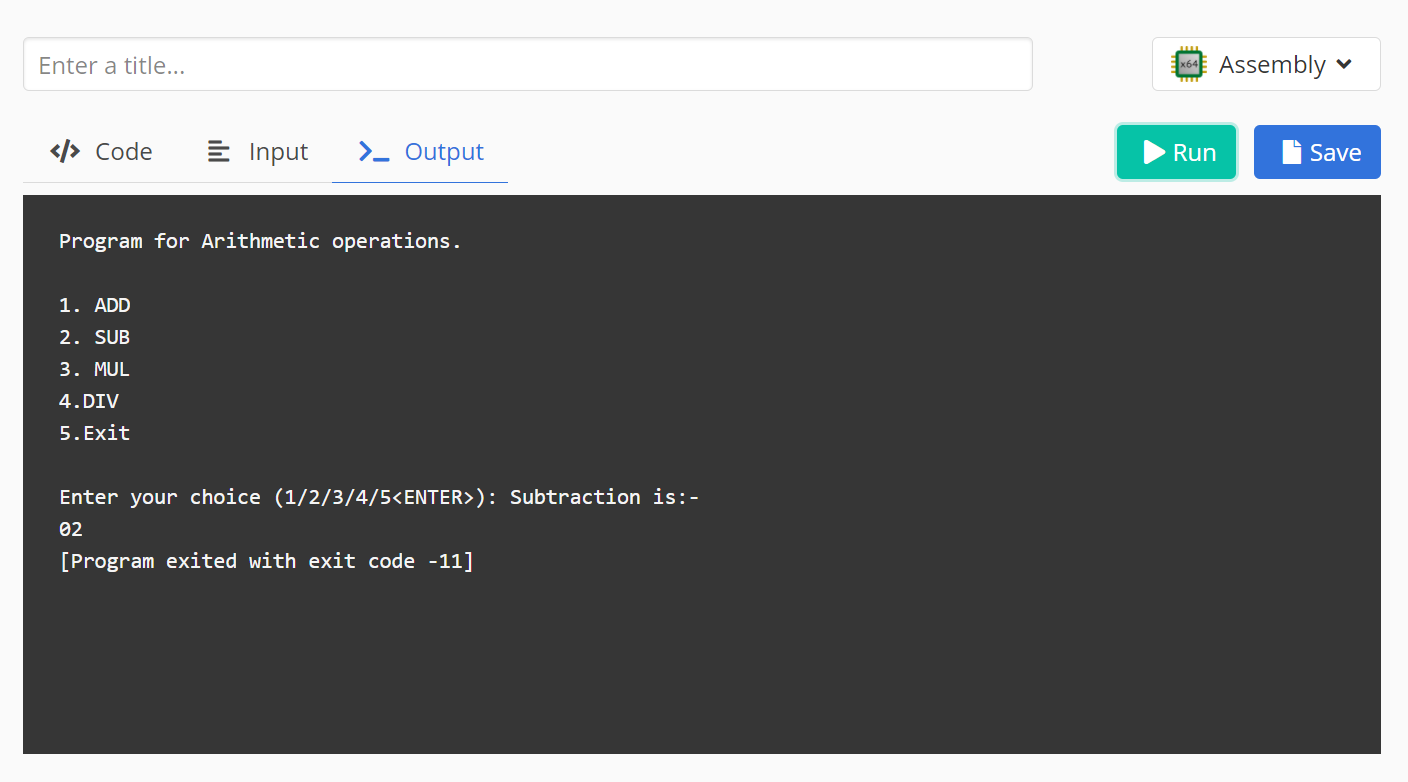 Enter a title...
x64 Assembly
Code Input Output Run Save
Program for Arithmetic operations.
1. ADD
2. SUB
3. MUL
4.DIV
5.Exit
Enter your choice (1/2/3/4/5<ENTER>): Subtraction is:-
02
[Program exited with exit code -11]